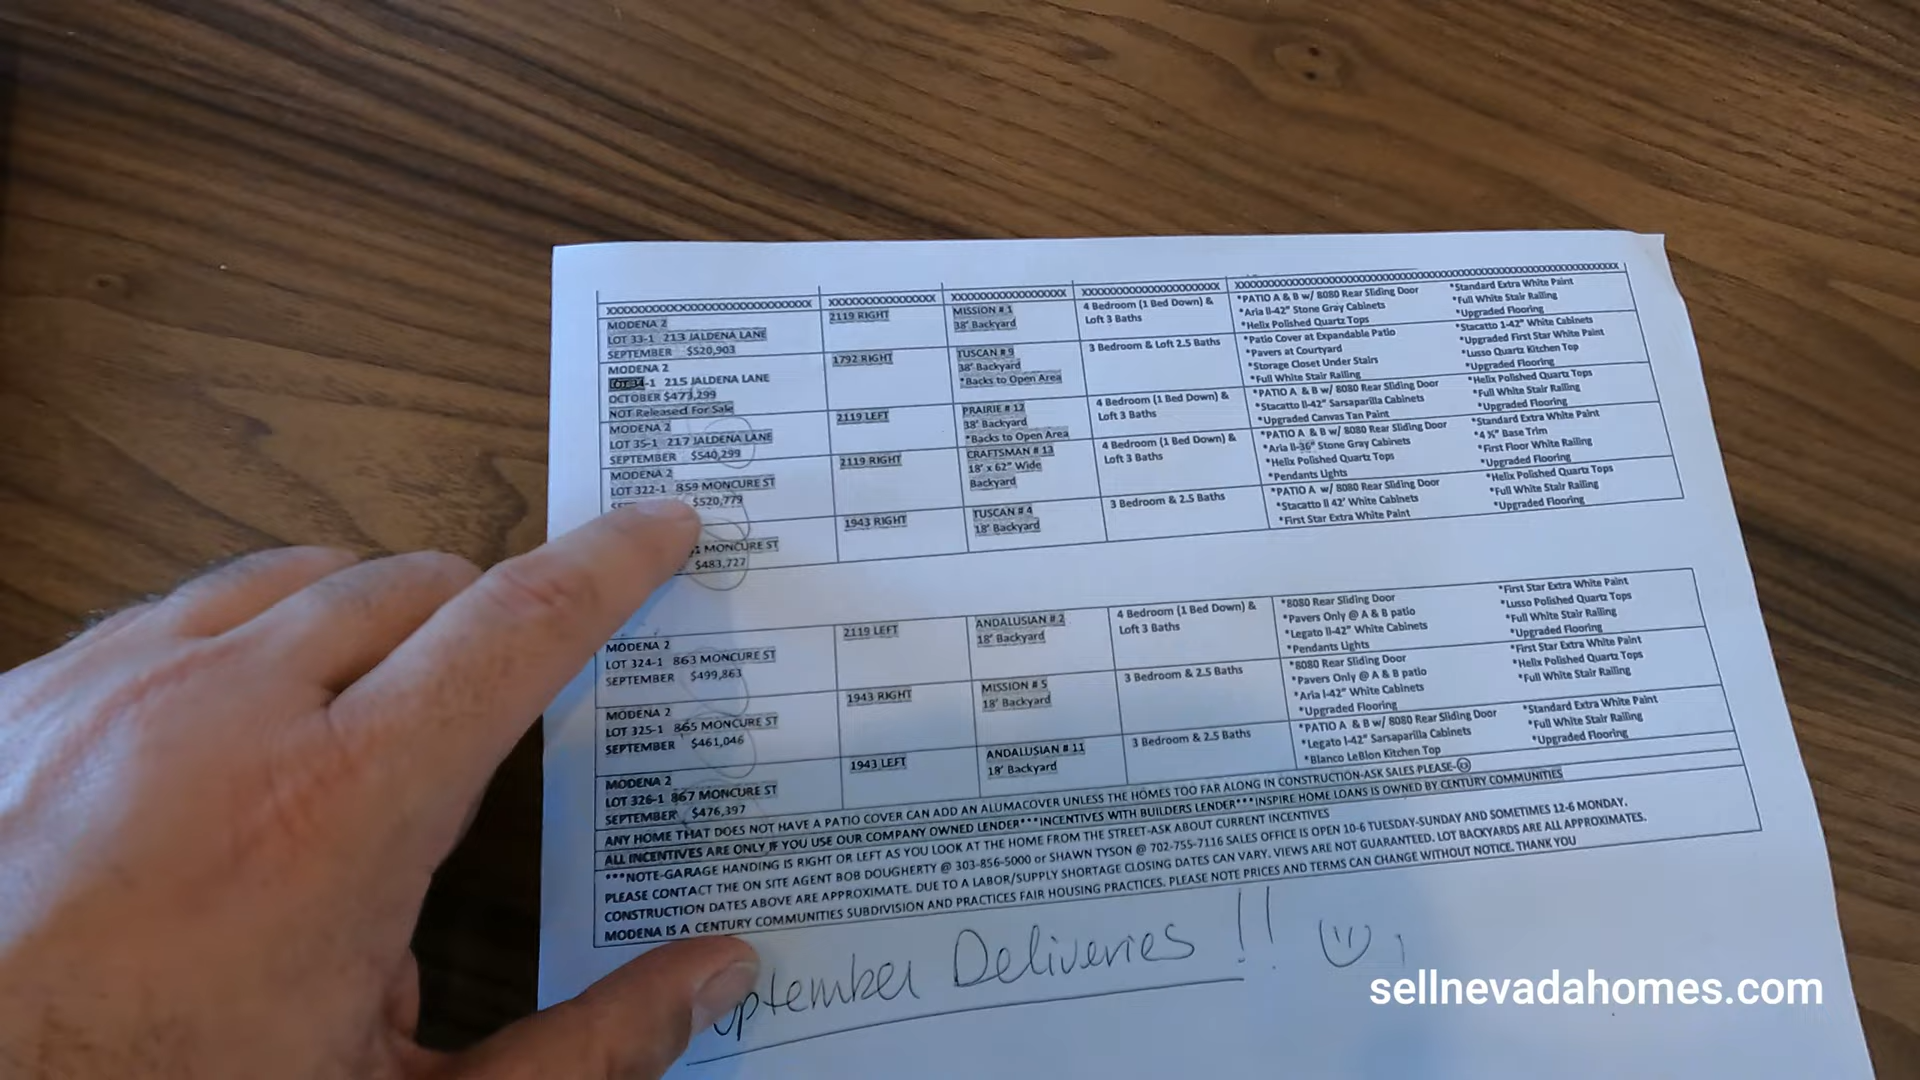 XXXXXXXXXXXXXXXXXXXXXXXXXXXXXX XXXXXXXXXXXXXXXXX XXXXXXXXXXXXXXXXXX XXXXXXXXXXXXXXXXXXXXX XXXXXXXXXXXXXXXXXXXXXXXXXXXXXXXXXXXXXXXXXXXXXXXXXXXXXXXX
MODENA 2
LOT 33-1 213 JALDENA LANE
SEPTEMBER $520,903
2119 RIGHT
MISSION # 1
38' Backyard
4 Bedroom (1 Bed Down) &
Loft 3 Baths
*PATIO A & B w/ 8080 Rear Sliding Door
*Aria II-42" Stone Gray Cabinets
*Helix Polished Quartz Tops
*Standard Extra White Paint
*Full White Stair Railing
*Upgraded Flooring
MODENA 2
LOT 34-1 215 JALDENA LANE
OCTOBER $473,299
NOT Released For Sale
1792 RIGHT
TUSCAN # 9
38' Backyard
*Backs to Open Area
3 Bedroom & Loft 2.5 Baths
*Patio Cover at Expandable Patio
*Pavers at Courtyard
*Storage Closet Under Stairs
*Full White Stair Railing
*Stacatto 1-42" White Cabinets
*Upgraded First Star White Paint
*Lusso Quartz Kitchen Top
*Upgraded Flooring
MODENA 2
LOT 35-1 217 JALDENA LANE
SEPTEMBER $540,299
2119 LEFT
PRAIRIE # 12
38' Backyard
*Backs to Open Area
4 Bedroom (1 Bed Down) &
Loft 3 Baths
*PATIO A & B w/ 8080 Rear Sliding Door
*Stacatto II-42" Sarsaparilla Cabinets
*Upgraded Canvas Tan Paint
*Helix Polished Quartz Tops
*Full White Stair Railing
*Upgraded Flooring
MODENA 2
LOT 322-1 859 MONCURE ST
$520,779
2119 RIGHT
CRAFTSMAN # 13
18' x 62" Wide
Backyard
4 Bedroom (1 Bed Down) &
Loft 3 Baths
*PATIO A & B w/ 8080 Rear Sliding Door
*Aria II-36" Stone Gray Cabinets
*Helix Polished Quartz Tops
*Pendants Lights
*Standard Extra White Paint
*4 ½" Base Trim
*First Floor White Railing
*Upgraded Flooring
MONCURE ST
$483,727
1943 RIGHT
TUSCAN # 4
18' Backyard
3 Bedroom & 2.5 Baths
*PATIO A w/ 8080 Rear Sliding Door
*Stacatto II 42' White Cabinets
*First Star Extra White Paint
*Helix Polished Quartz Tops
*Full White Stair Railing
*Upgraded Flooring
MODENA 2
LOT 324-1 863 MONCURE ST
SEPTEMBER $499,863
2119 LEFT
ANDALUSIAN # 2
18' Backyard
4 Bedroom (1 Bed Down) &
Loft 3 Baths
*8080 Rear Sliding Door
*Pavers Only @ A & B patio
*Legato II-42" White Cabinets
*Pendants Lights
*First Star Extra White Paint
*Lusso Polished Quartz Tops
*Full White Stair Railing
*Upgraded Flooring
MODENA 2
LOT 325-1 865 MONCURE ST
SEPTEMBER $461,046
1943 RIGHT
MISSION # 5
18' Backyard
3 Bedroom & 2.5 Baths
*8080 Rear Sliding Door
*Pavers Only @ A & B patio
*Aria I-42" White Cabinets
*Upgraded Flooring
*First Star Extra White Paint
*Helix Polished Quartz Tops
*Full White Stair Railing
MODENA 2
LOT 326-1 867 MONCURE ST
SEPTEMBER $476,397
1943 LEFT
ANDALUSIAN # 11
18' Backyard
3 Bedroom & 2.5 Baths
*PATIO A & B w/ 8080 Rear Sliding Door
*Legato I-42" Sarsaparilla Cabinets
*Blanco LeBlon Kitchen Top
*Standard Extra White Paint
*Full White Stair Railing
*Upgraded Flooring
ANY HOME THAT DOES NOT HAVE A PATIO COVER CAN ADD AN ALUMACOVER UNLESS THE HOMES TOO FAR ALONG IN CONSTRUCTION-ASK SALES PLEASE-☺
ALL INCENTIVES ARE ONLY IF YOU USE OUR COMPANY OWNED LENDER***INCENTIVES WITH BUILDERS LENDER***INSPIRE HOME LOANS IS OWNED BY CENTURY COMMUNITIES
***NOTE-GARAGE HANDING IS RIGHT OR LEFT AS YOU LOOK AT THE HOME FROM THE STREET-ASK ABOUT CURRENT INCENTIVES
PLEASE CONTACT THE ON SITE AGENT BOB DOUGHERTY @ 303-856-5000 or SHAWN TYSON @ 702-755-7116 SALES OFFICE IS OPEN 10-6 TUESDAY-SUNDAY AND SOMETIMES 12-6 MONDAY.
CONSTRUCTION DATES ABOVE ARE APPROXIMATE. DUE TO A LABOR/SUPPLY SHORTAGE CLOSING DATES CAN VARY. VIEWS ARE NOT GUARANTEED. LOT BACKYARDS ARE ALL APPROXIMATES.
MODENA IS A CENTURY COMMUNITIES SUBDIVISION AND PRACTICES FAIR HOUSING PRACTICES. PLEASE NOTE PRICES AND TERMS CAN CHANGE WITHOUT NOTICE. THANK YOU
September Deliveries !!
sellnevadahomes.com